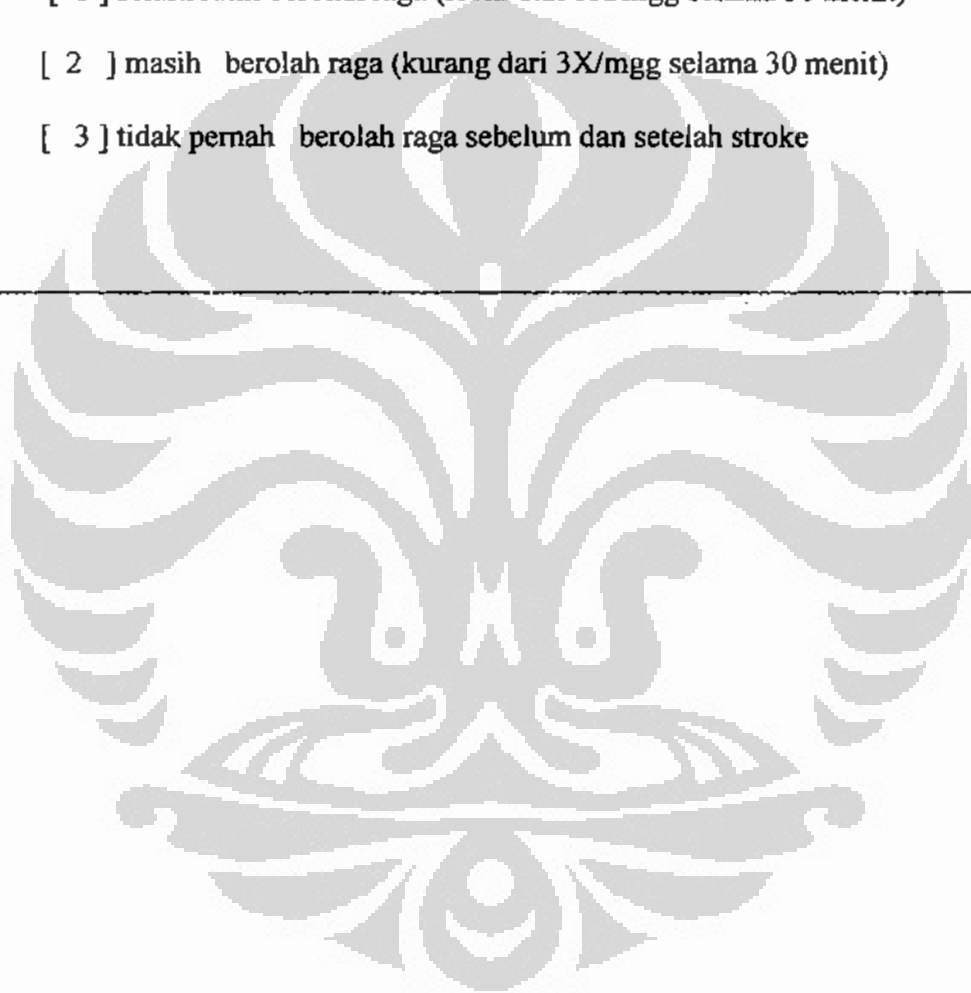 [ 2 ] masih berolah raga (kurang dari 3X/mgg selama 30 menit)
[ 3 ] tidak pernah berolah raga sebelum dan setelah stroke